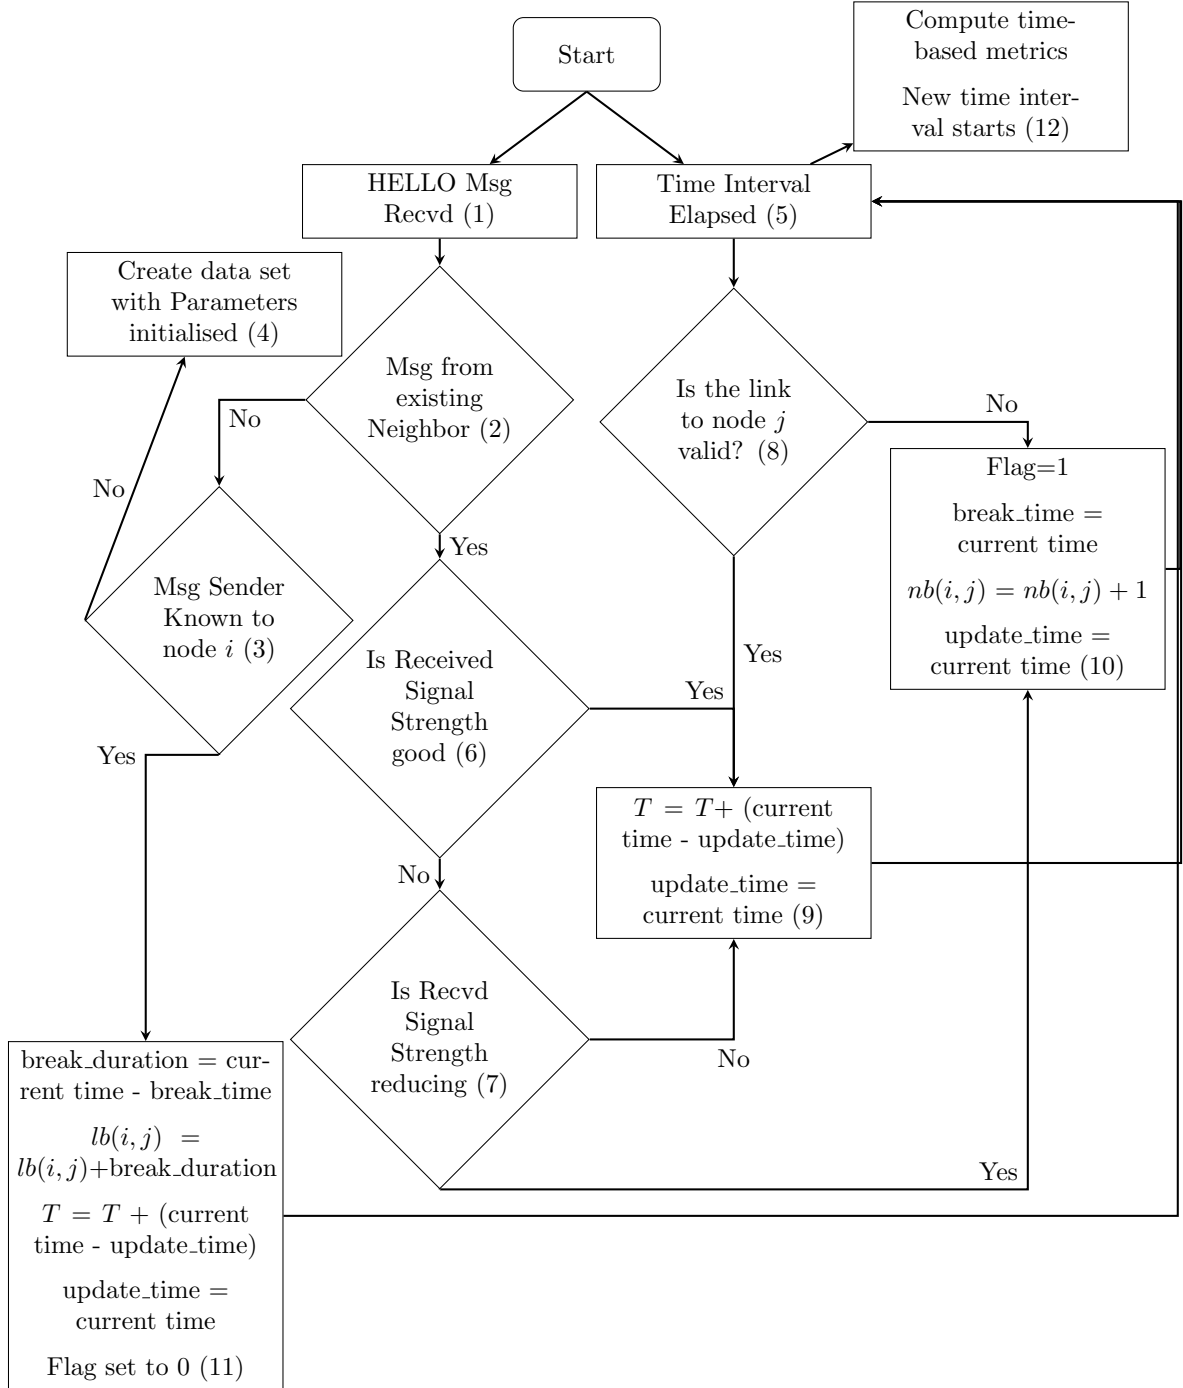 Start
Compute time-
based metrics
New time inter-
val starts (12)
HELLO Msg
Recvd (1)
Time Interval
Elapsed (5)
Create data set
with Parameters
initialised (4)
Msg from
existing
Neighbor (2)
Is the link
to node j
valid? (8)
No
No
No
Flag=1
break_time =
current time
nb(i, j) = nb(i, j) + 1
update_time =
current time (10)
Yes
Msg Sender
Known to
node i (3)
Is Received
Signal
Strength
good (6)
Yes
Yes
Yes
T = T+ (current
time - update_time)
update_time =
current time (9)
No
Is Recvd
Signal
Strength
reducing (7)
No
Yes
break_duration = cur-
rent time - break_time
lb(i, j) =
lb(i, j)+break_duration
T = T + (current
time - update_time)
update_time =
current time
Flag set to 0 (11)